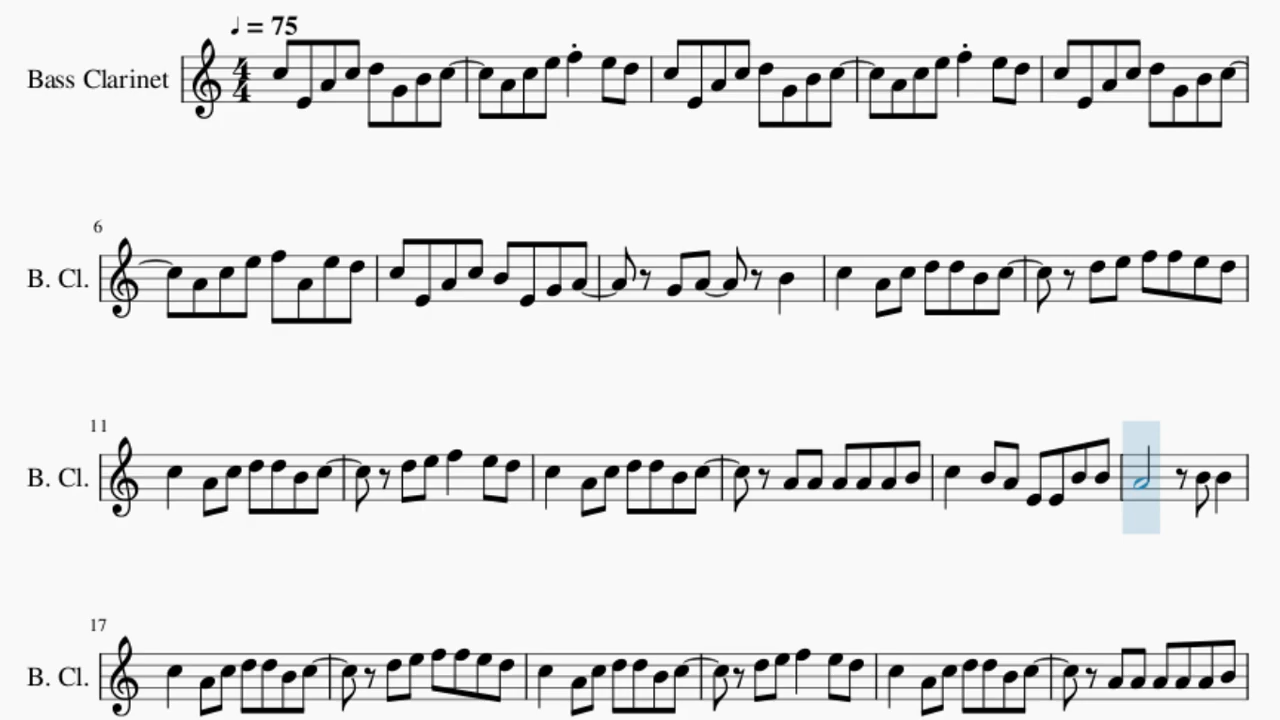 ♩ = 75
Bass Clarinet
4
4
6
B. Cl.
11
B. Cl.
17
B. Cl.